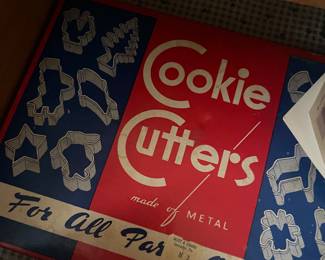 Cookie
Cutters
made of METAL
For All Par